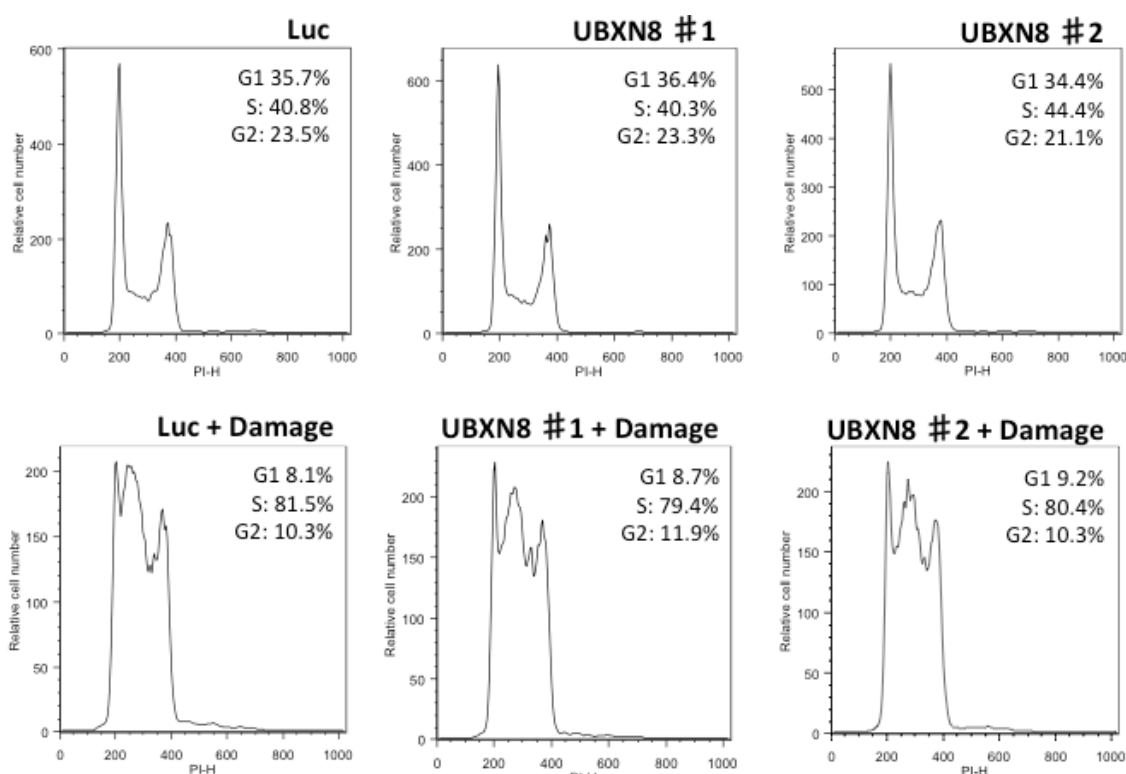 Luc
G1 35.7%
S: 40.8%
G2: 23.5%
600
400
200
0
Relative cell number
0 200 400 600 800 1000
PI-H
UBXN8 #1
G1 36.4%
S: 40.3%
G2: 23.3%
600
400
200
0
Relative cell number
0 200 400 600 800 1000
PI-H
UBXN8 #2
G1 34.4%
S: 44.4%
G2: 21.1%
500
400
300
200
100
0
Relative cell number
0 200 400 600 800 1000
PI-H
Luc + Damage
G1 8.1%
S: 81.5%
G2: 10.3%
200
150
100
50
0
Relative cell number
0 200 400 600 800 1000
PI-H
UBXN8 #1 + Damage
G1 8.7%
S: 79.4%
G2: 11.9%
200
150
100
50
0
Relative cell number
0 200 400 600 800 1000
PI-H
UBXN8 #2 + Damage
G1 9.2%
S: 80.4%
G2: 10.3%
200
150
100
50
0
Relative cell number
0 200 400 600 800 1000
PI-H